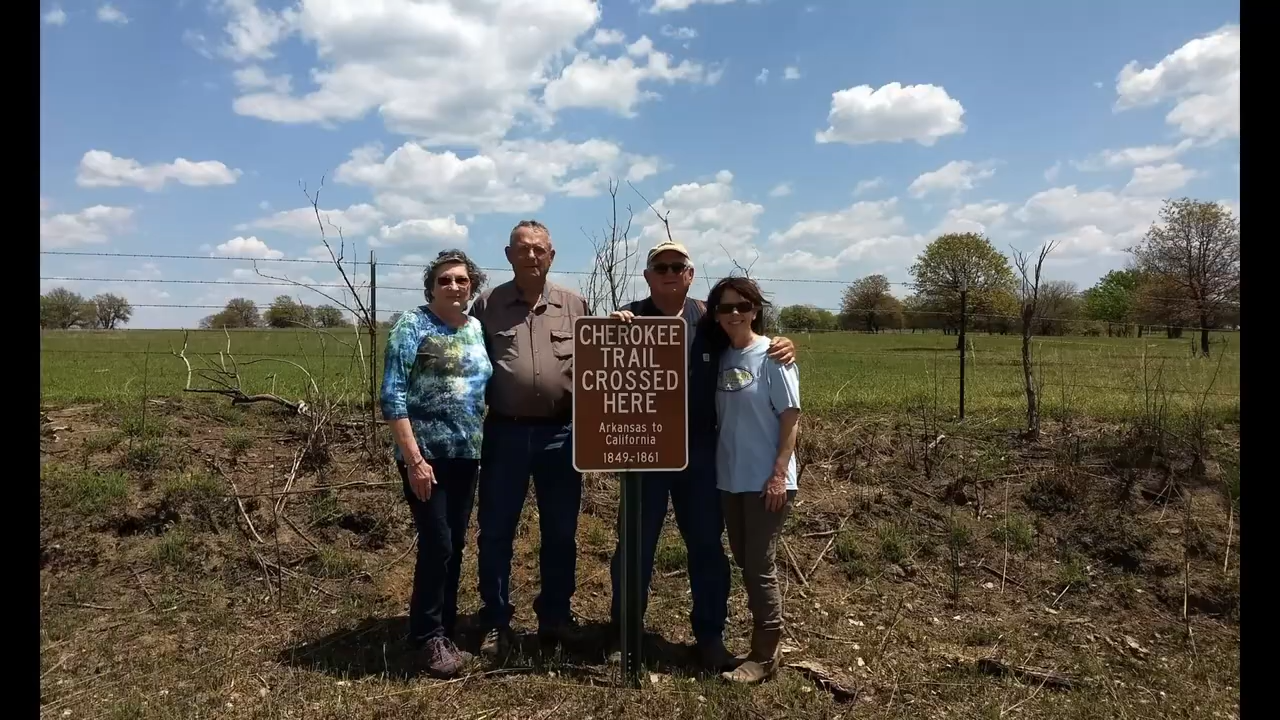 CHEROKEE
TRAIL
CROSSED
HERE
Arkansas to
California
1849-1861